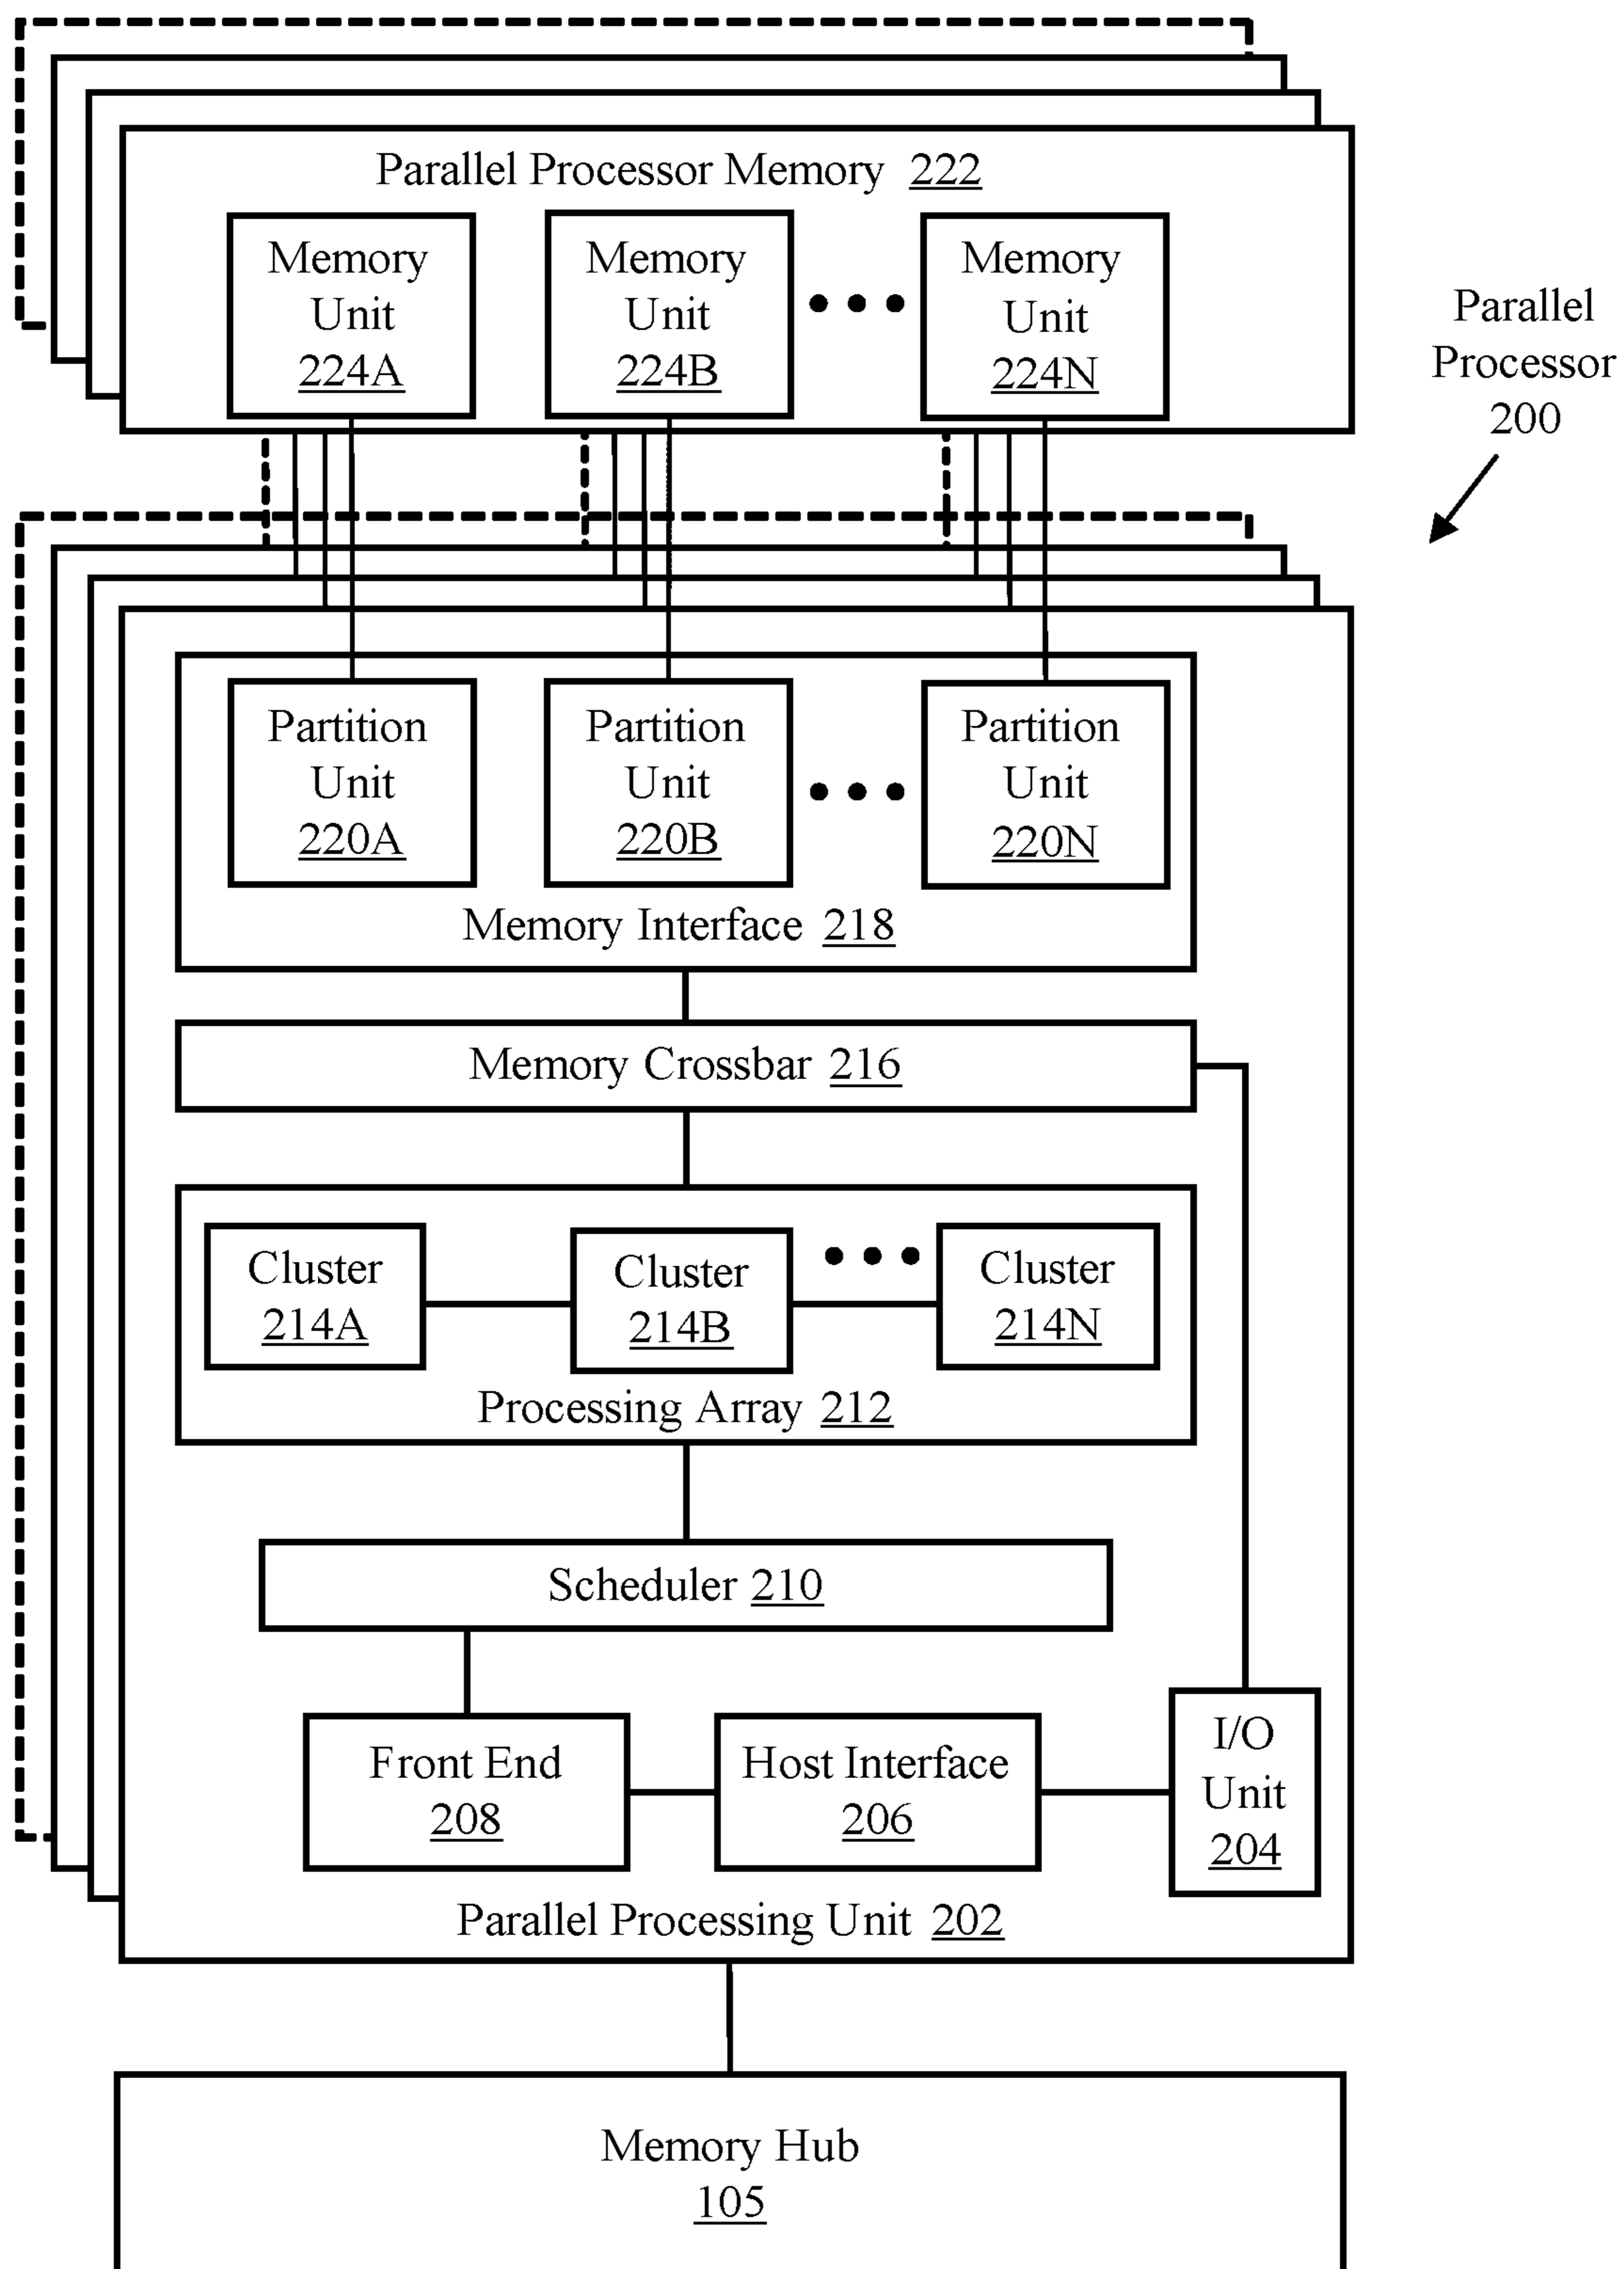 Parallel Processor Memory 222
Memory
Unit
224A
Memory
Unit
224B
Memory
Unit
224N
Parallel
Processor
200
Partition
Unit
220A
Partition
Unit
220B
Partition
Unit
220N
Memory Interface 218
Memory Crossbar 216
Cluster
214A
Cluster
214B
Cluster
214N
Processing Array 212
Scheduler 210
Front End
208
Host Interface
206
I/O
Unit
204
Parallel Processing Unit 202
Memory Hub
105